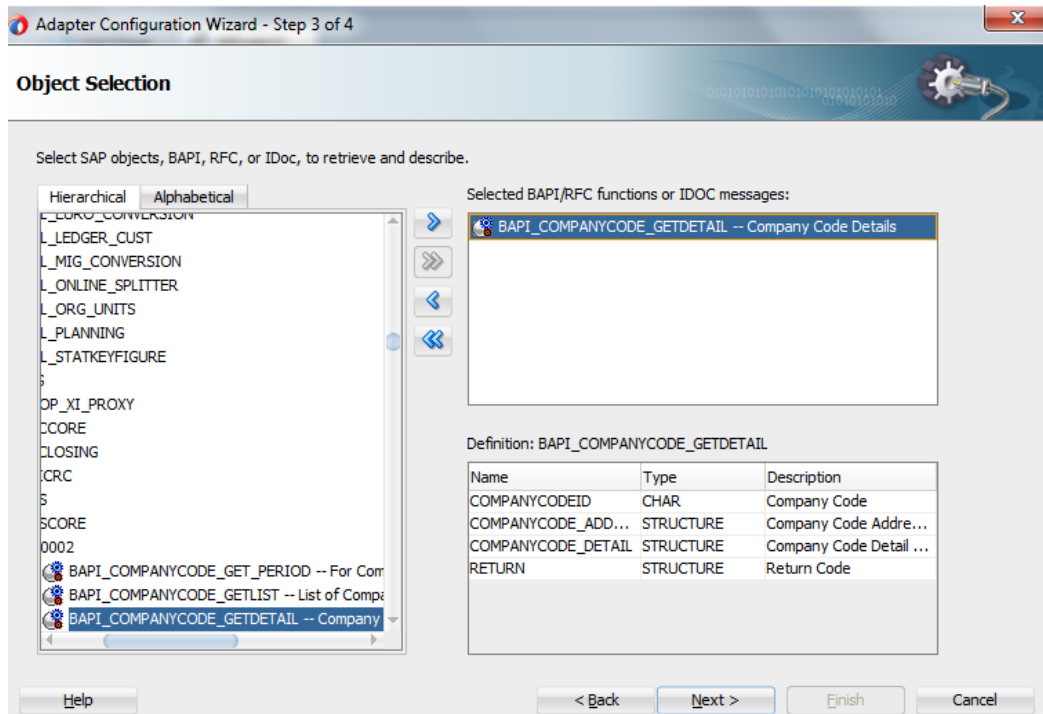 Adapter Configuration Wizard - Step 3 of 4
Object Selection
Select SAP objects, BAPI, RFC, or IDoc, to retrieve and describe.
Hierarchical Alphabetical
L_EURO_CONVERSION
L_LEDGER_CUST
L_MIG_CONVERSION
L_ONLINE_SPLITTER
L_ORG_UNITS
L_PLANNING
L_STATKEYFIGURE
S
OP_XI_PROXY
CCORE
CLOSING
ICRC
S
SCORE
0002
BAPI_COMPANYCODE_GET_PERIOD -- For Com
BAPI_COMPANYCODE_GETLIST -- List of Compa
BAPI_COMPANYCODE_GETDETAIL -- Company
Selected BAPI/RFC functions or IDOC messages:
BAPI_COMPANYCODE_GETDETAIL -- Company Code Details
Definition: BAPI_COMPANYCODE_GETDETAIL
Name Type Description
COMPANYCODEID CHAR Company Code
COMPANYCODE_ADD... STRUCTURE Company Code Addre...
COMPANYCODE_DETAIL STRUCTURE Company Code Detail ...
RETURN STRUCTURE Return Code
Help < Back Next > Finish Cancel